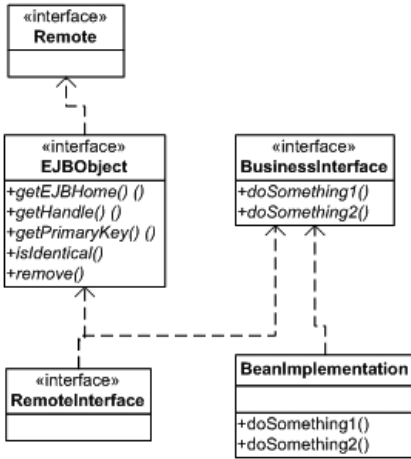 «interface»
Remote
«interface»
EJBObject
+getEJBHome() ()
+getHandle() ()
+getPrimaryKey() ()
+isIdentical()
+remove()
«interface»
BusinessInterface
+doSomething1()
+doSomething2()
«interface»
RemoteInterface
BeanImplementation
+doSomething1()
+doSomething2()